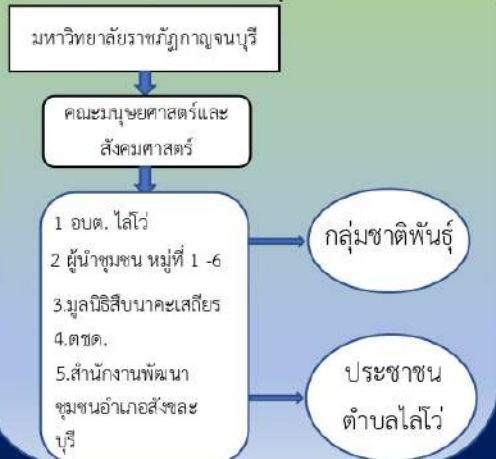 มหาวิทยาลัยราชภัฏกาญจนบุรี
คณะมนุษยศาสตร์และ
สังคมศาสตร์
1 อบต. ไล่โว่
2 ผู้นำชุมชน หมู่ที่ 1 -6
3.มูลนิธิสืบนาคะเสถียร
4.ตชด.
5.สำนักงานพัฒนา
ชุมชนอำเภอสังขละ
บุรี
กลุ่มชาติพันธุ์
ประชาชน
ตำบลไล่โว่